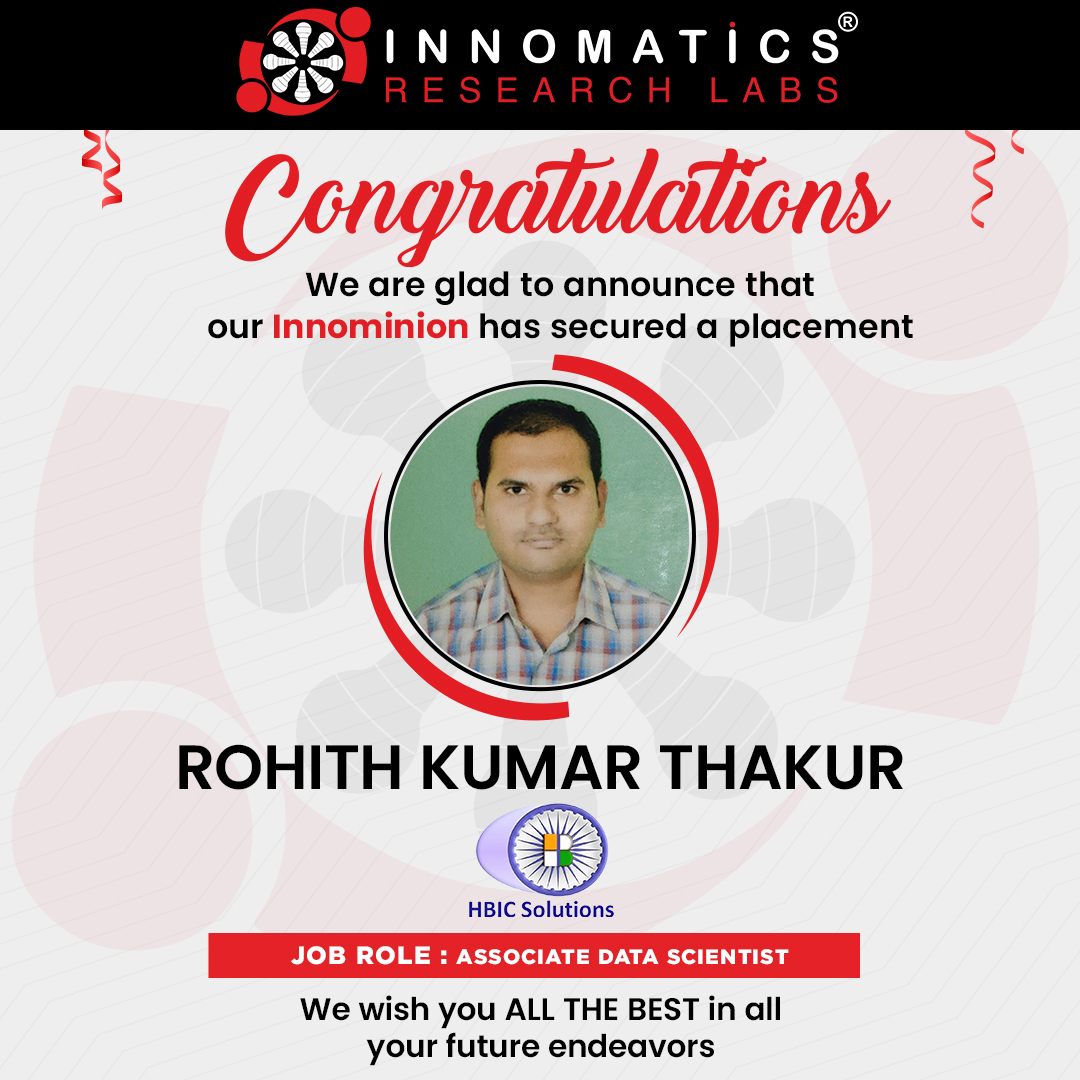 INNOMATICS®
RESEARCH LABS
Congratulations
We are glad to announce that
our Innominion has secured a placement
ROHITH KUMAR THAKUR
HB
HBIC Solutions
JOB ROLE : ASSOCIATE DATA SCIENTIST
We wish you ALL THE BEST in all
your future endeavors